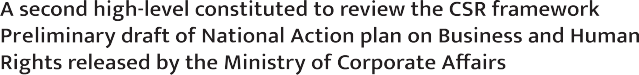 A second high-level constituted to review the CSR framework
Preliminary draft of National Action plan on Business and Human
Rights released by the Ministry of Corporate Affairs